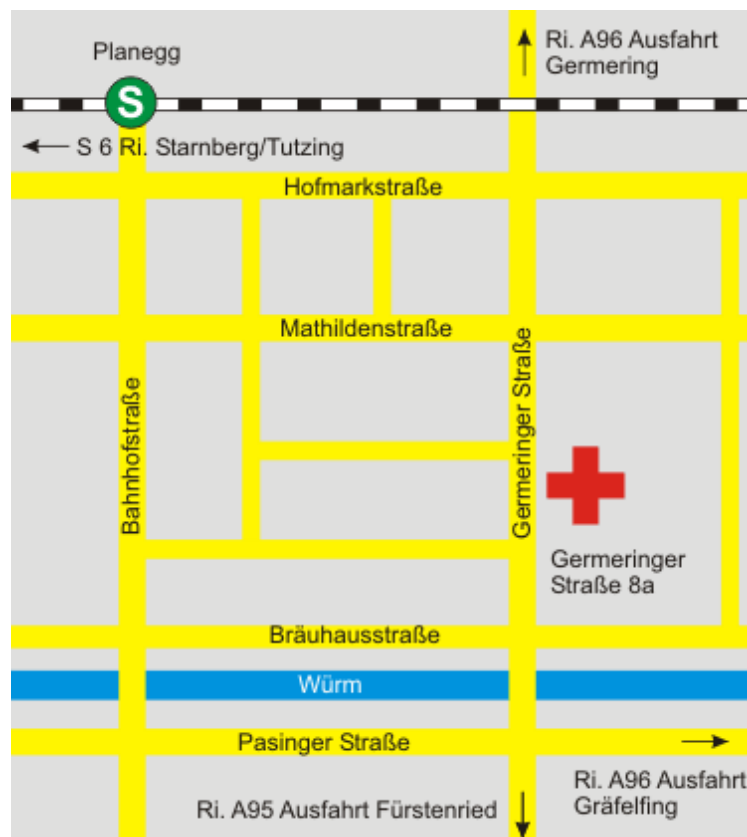 Planegg
Ri. A96 Ausfahrt
Germering
S
S 6 Ri. Starnberg/Tutzing
Hofmarkstraße
Mathildenstraße
Bahnhofstraße
Germeringer Straße
Germeringer
Straße 8a
Bräuhausstraße
Würm
Pasinger Straße
Ri. A96 Ausfahrt
Gräfelfing
Ri. A95 Ausfahrt Fürstenried